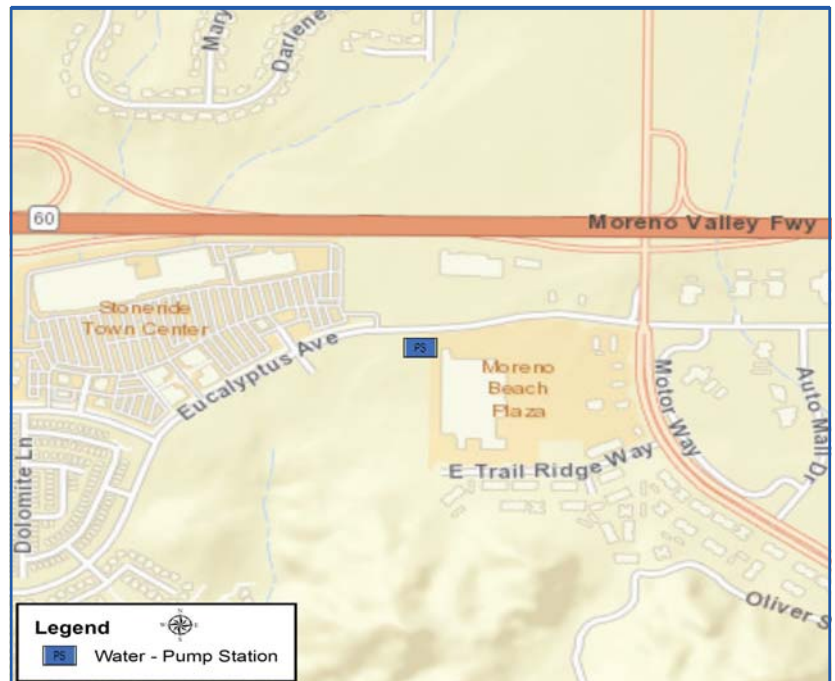 Mary
Darlene
60
Moreno Valley Fwy
Stoneride
Town Center
Eucalyptus Ave
PS
Moreno
Beach
Plaza
Motor Way
Auto Mall Dr
E Trail Ridge Way
Dolomite Ln
Oliver S
Legend
N
W
E
S
PS
Water - Pump Station